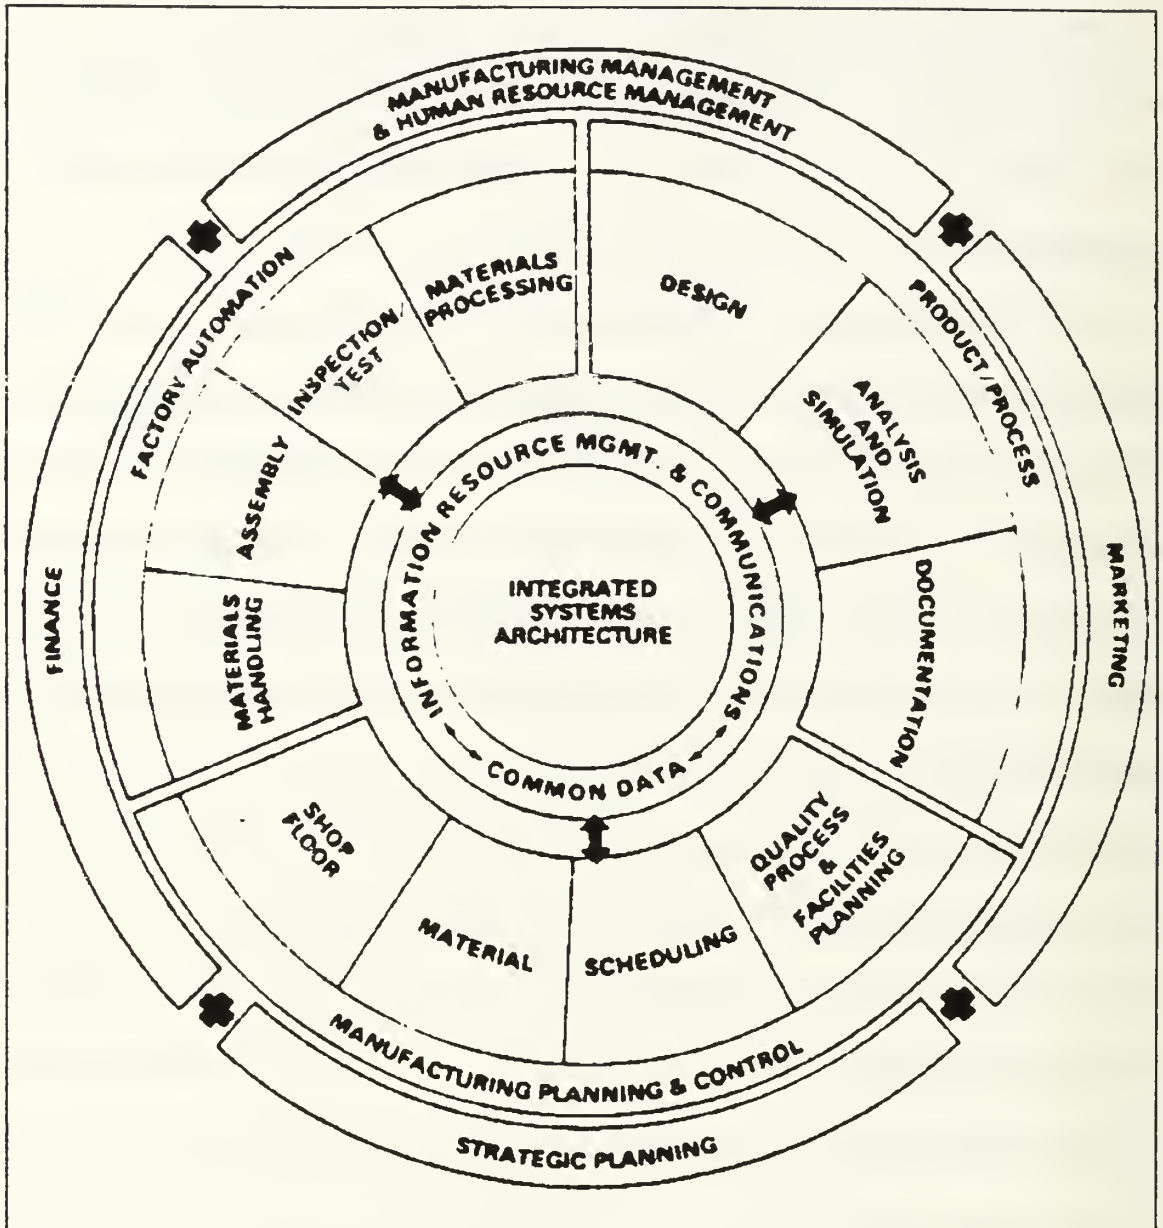 MANUFACTURING MANAGEMENT
& HUMAN RESOURCE MANAGEMENT
FACTORY AUTOMATION
PRODUCT/PROCESS
MATERIALS
PROCESSING
DESIGN
INSPECTION/
TEST
ANALYSIS
AND
SIMULATION
ASSEMBLY
INFORMATION RESOURCE MGMT. & COMMUNICATIONS
INTEGRATED
SYSTEMS
ARCHITECTURE
COMMON DATA
FINANCE
MATERIALS
HANDLING
DOCUMENTATION
MARKETING
SHOP
FLOOR
MATERIAL
SCHEDULING
QUALITY
PROCESS
&
FACILITIES
PLANNING
MANUFACTURING PLANNING & CONTROL
STRATEGIC PLANNING